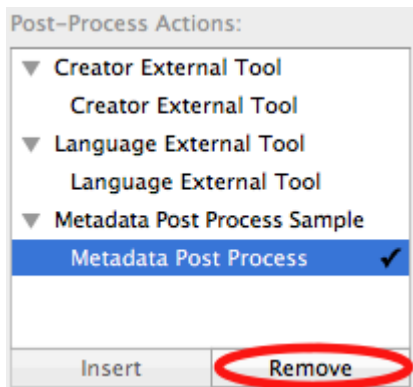 Post-Process Actions:
Creator External Tool
Creator External Tool
Language External Tool
Language External Tool
Metadata Post Process Sample
Metadata Post Process
Insert Remove